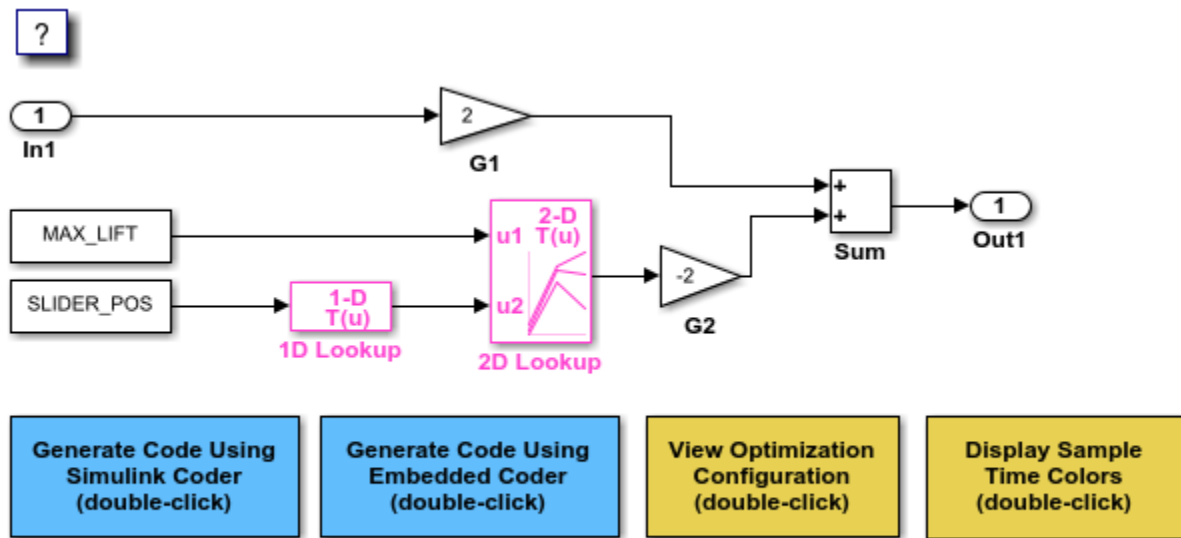 ?
1
In1
2
G1
MAX_LIFT
SLIDER_POS
1-D
T(u)
1D Lookup
2-D
T(u)
u1
u2
2D Lookup
-2
G2
+
+
Sum
1
Out1
Generate Code Using
Simulink Coder
(double-click)
Generate Code Using
Embedded Coder
(double-click)
View Optimization
Configuration
(double-click)
Display Sample
Time Colors
(double-click)